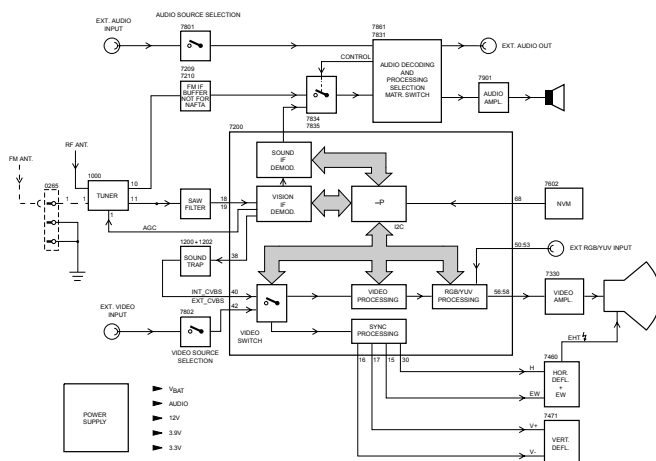 EXT. AUDIO
INPUT
AUDIO SOURCE SELECTION
7801
7861
7831
EXT. AUDIO OUT
CONTROL
AUDIO DECODING
AND
PROCESSING
SELECTION
MATR. SWITCH
7209
7210
FM IF
BUFFER
NOT FOR
NAFTA
7834
7835
7901
AUDIO
AMPL.
7200
RF ANT.
FM ANT.
0265
1000
TUNER
10
11
1
1
1
SAW
FILTER
18
19
SOUND
IF
DEMOD.
VISION
IF
DEMOD.
–P
I2C
68
7602
NVM
AGC
1200+1202
SOUND
TRAP
38
50:53
EXT RGB/YUV INPUT
INT_CVBS
40
EXT_CVBS
42
EXT. VIDEO
INPUT
7802
VIDEO SOURCE
SELECTION
VIDEO
SWITCH
VIDEO
PROCESSING
RGB/YUV
PROCESSING
56:58
7330
VIDEO
AMPL.
SYNC
PROCESSING
16
17
15
30
EHT
7460
H
EW
HOR.
DEFL.
+
EW
7471
V+
V-
VERT.
DEFL.
POWER
SUPPLY
VBAT
AUDIO
12V
3.9V
3.3V